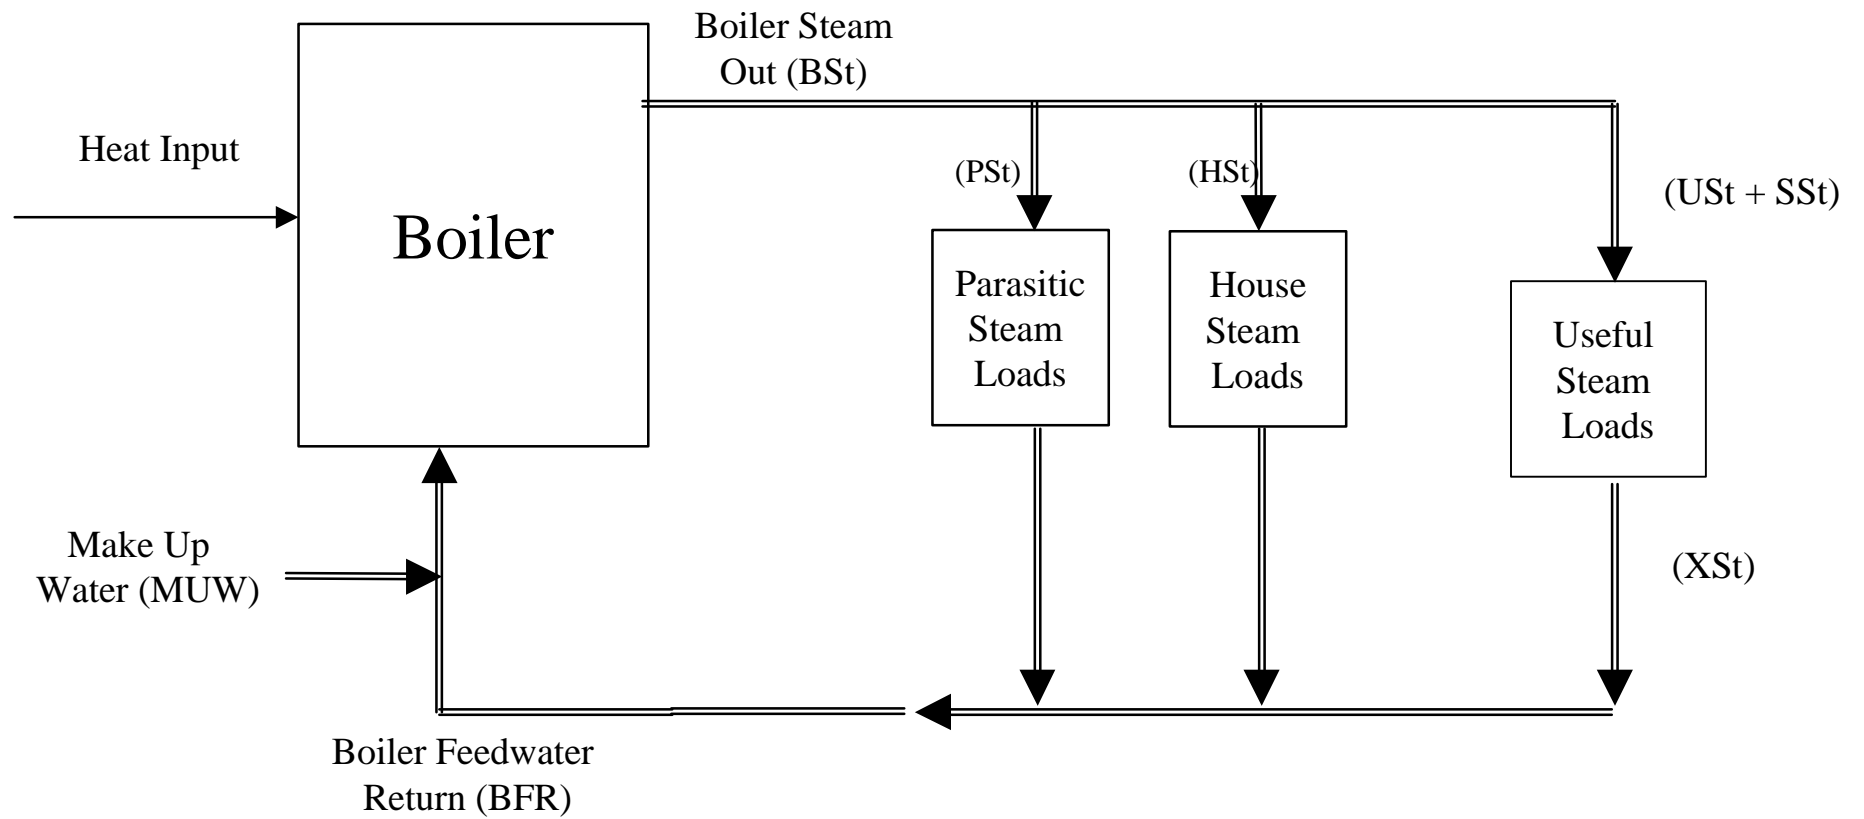 Boiler Steam
Out (BSt)
Heat Input
(PSt)
(HSt)
(USt + SSt)
Boiler
Parasitic
Steam
Loads
House
Steam
Loads
Useful
Steam
Loads
Make Up
Water (MUW)
(XSt)
Boiler Feedwater
Return (BFR)